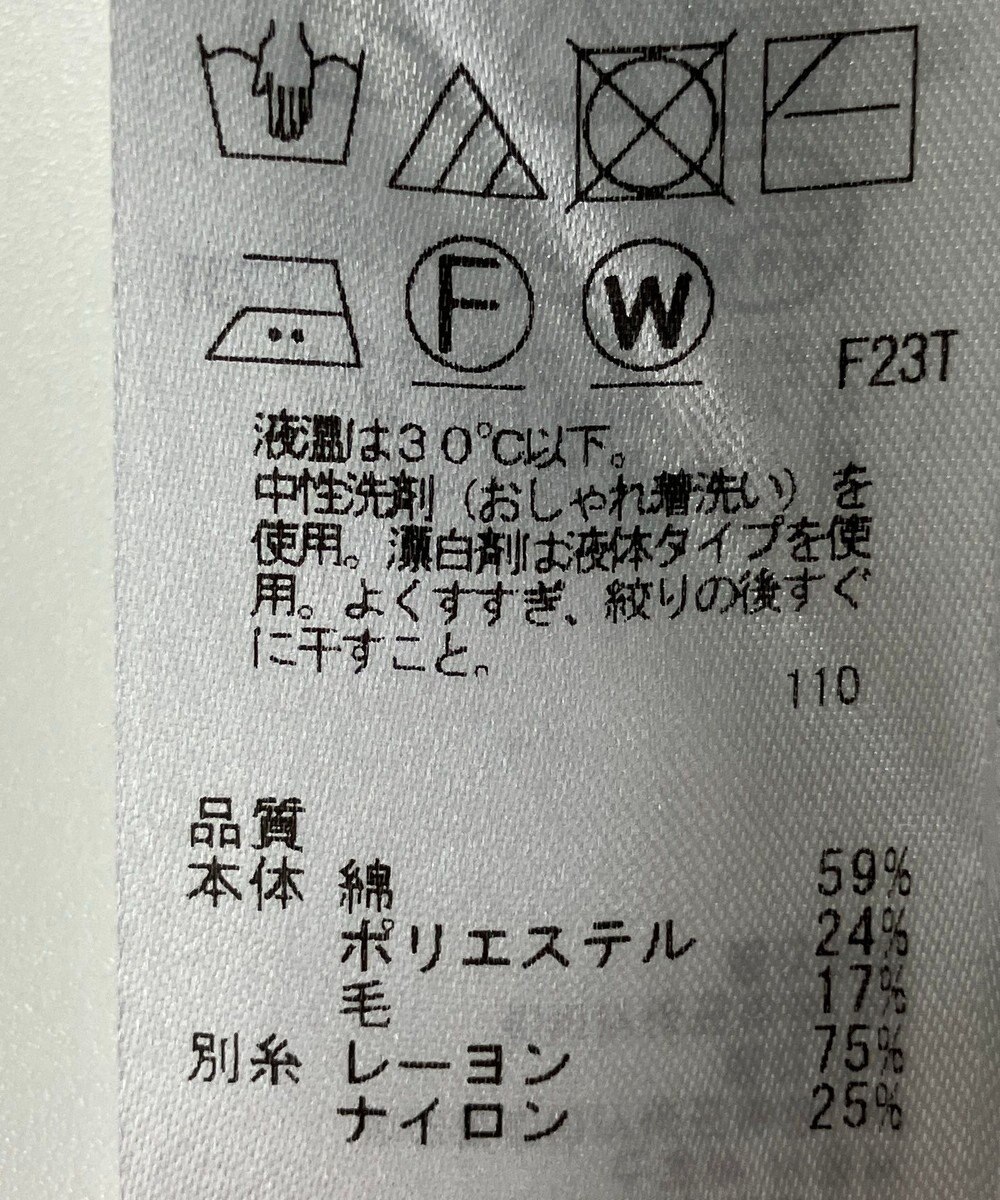 F
W
F23T
液温は30℃以下。
中性洗剤（おしゃれ着洗い）を
使用。漂白剤は液体タイプを使
用。よくすすぎ、絞りの後すぐ
に干すこと。
110
品質
本体 綿 59%
ポリエステル 24%
毛 17%
別糸 レーヨン 75%
ナイロン 25%